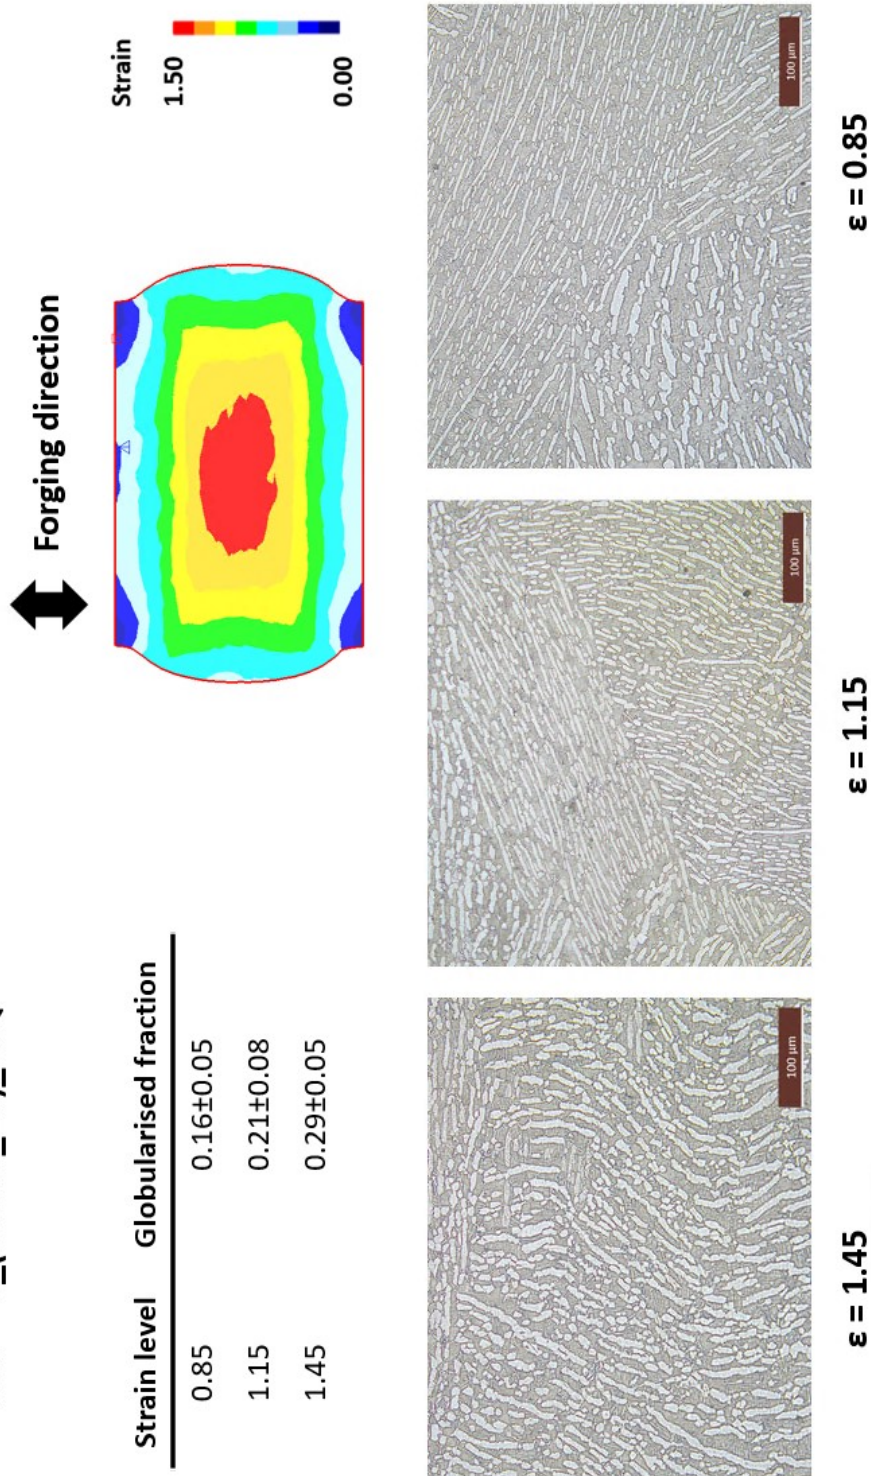 Forging direction
Strain
1.50
0.00
Strain level Globularised fraction
0.85 0.16±0.05
1.15 0.21±0.08
1.45 0.29±0.05
100 µm
100 µm
100 µm
ε = 1.45
ε = 1.15
ε = 0.85